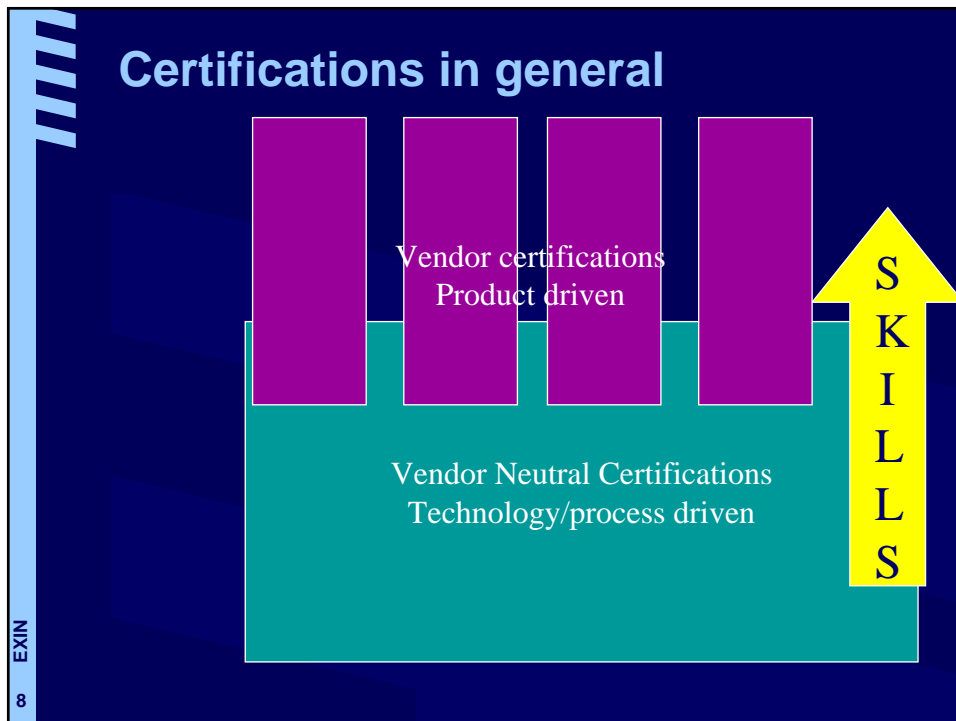 Certifications in general
Vendor certifications
Product driven
Vendor Neutral Certifications
Technology/process driven
S
K
I
L
L
S
EXIN
8